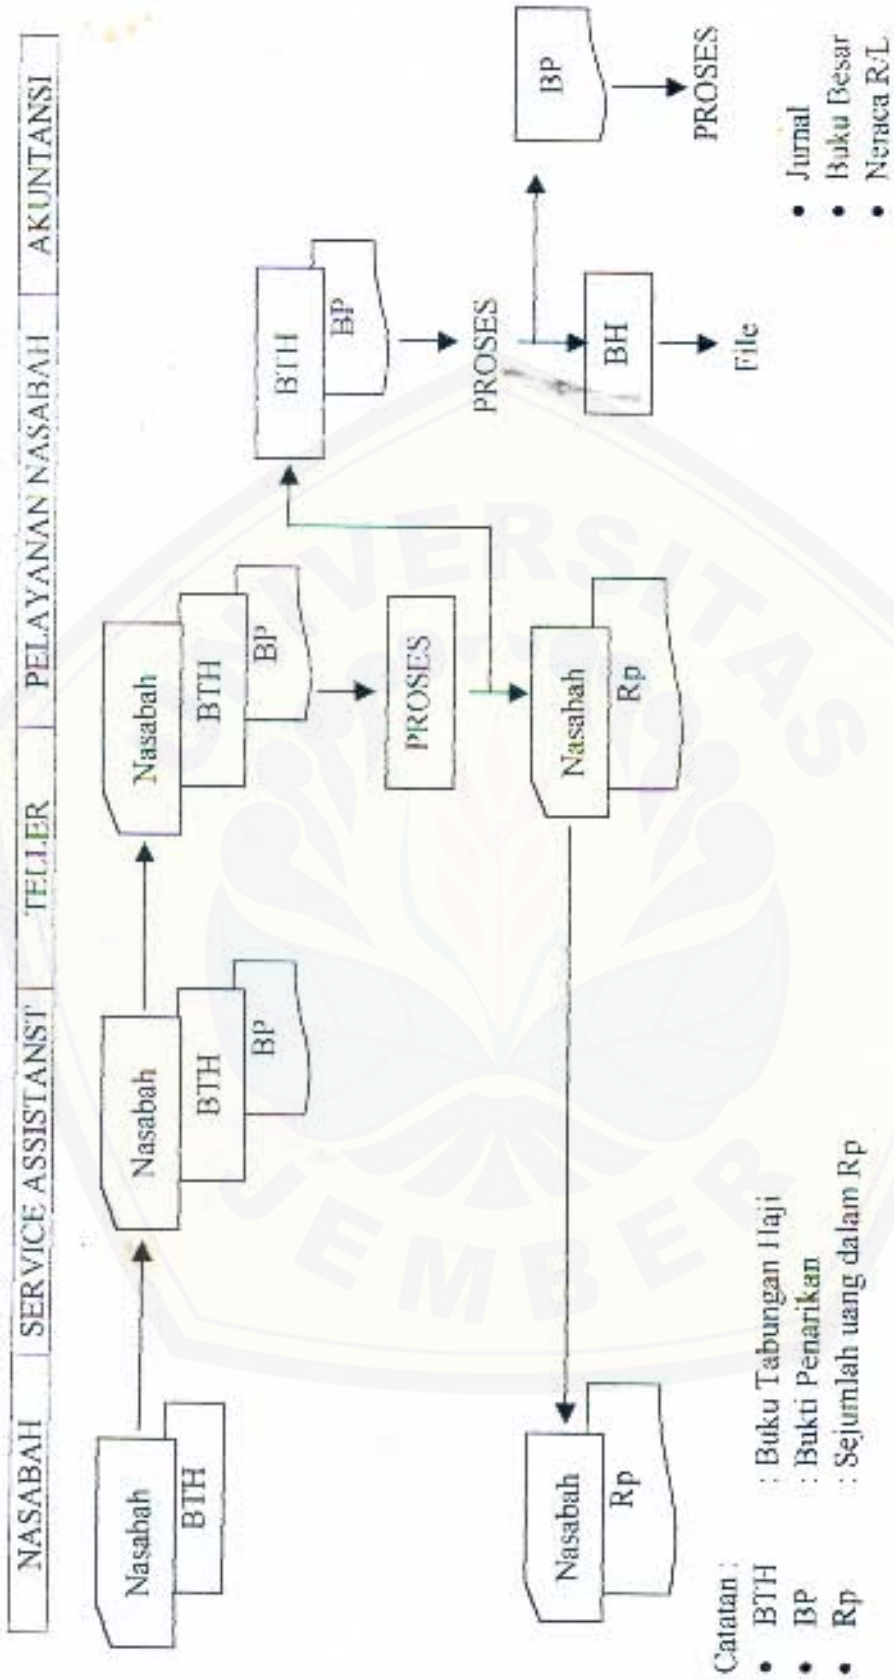 NASABAH SERVICE ASSISTANST TELLER PELAYANAN NASABAH AKUNTANSI
Nasabah
BTH
Nasabah
BTH
BP
Nasabah
BTH
BP
PROSES
Nasabah
Rp
BTH
BP
PROSES
BH
File
BP
PROSES
• Jurnal
• Buku Besar
• Neraca R/L
Nasabah
Rp
Catatan :
• BTH : Buku Tabungan Haji
• BP : Bukti Penarikan
• Rp : Sejumlah uang dalam Rp
UNIVERSITAS
JEMBER